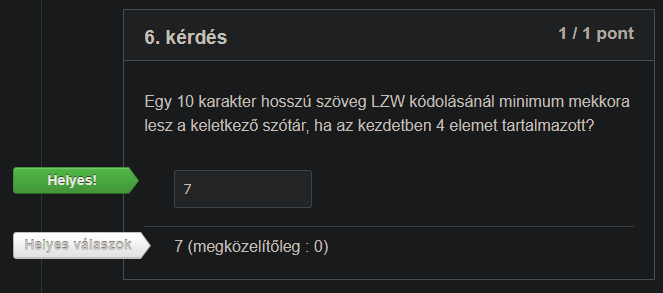 6. kérdés
1 / 1 pont
Egy 10 karakter hosszú szöveg LZW kódolásánál minimum mekkora
lesz a keletkező szótár, ha az kezdetben 4 elemet tartalmazott?
Helyes!
7
Helyes válaszok
7 (megközelítőleg : 0)